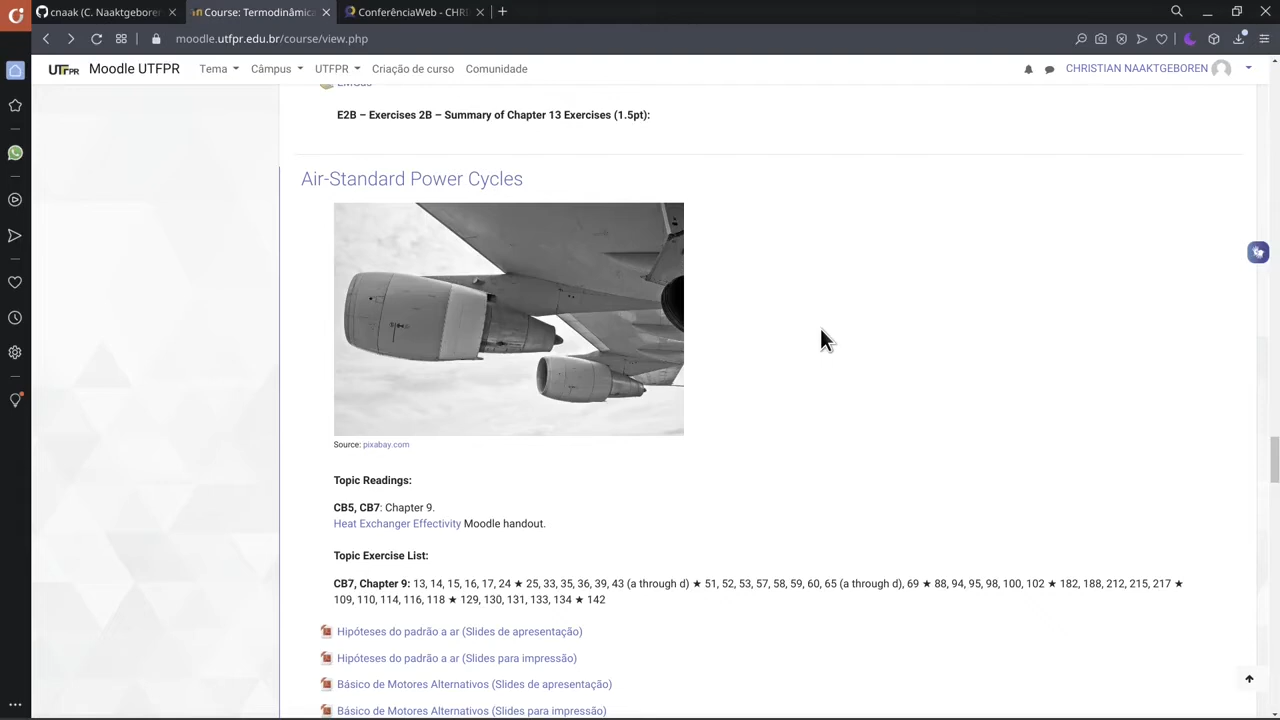 cnaak (C. Naaktgeboren
Course: Termodinâmica
ConferênciaWeb - CHRI
moodle.utfpr.edu.br/course/view.php
UTFPR
Moodle UTFPR
Tema
Câmpus
UTFPR
Criação de curso
Comunidade
CHRISTIAN NAAKTGEBOREN
E2B – Exercises 2B – Summary of Chapter 13 Exercises (1.5pt):
Air-Standard Power Cycles
Source: pixabay.com
Topic Readings:
CB5, CB7: Chapter 9.
Heat Exchanger Effectivity Moodle handout.
Topic Exercise List:
CB7, Chapter 9: 13, 14, 15, 16, 17, 24 ★ 25, 33, 35, 36, 39, 43 (a through d) ★ 51, 52, 53, 57, 58, 59, 60, 65 (a through d), 69 ★ 88, 94, 95, 98, 100, 102 ★ 182, 188, 212, 215, 217 ★
109, 110, 114, 116, 118 ★ 129, 130, 131, 133, 134 ★ 142
Hipóteses do padrão a ar (Slides de apresentação)
Hipóteses do padrão a ar (Slides para impressão)
Básico de Motores Alternativos (Slides de apresentação)
Básico de Motores Alternativos (Slides para impressão)